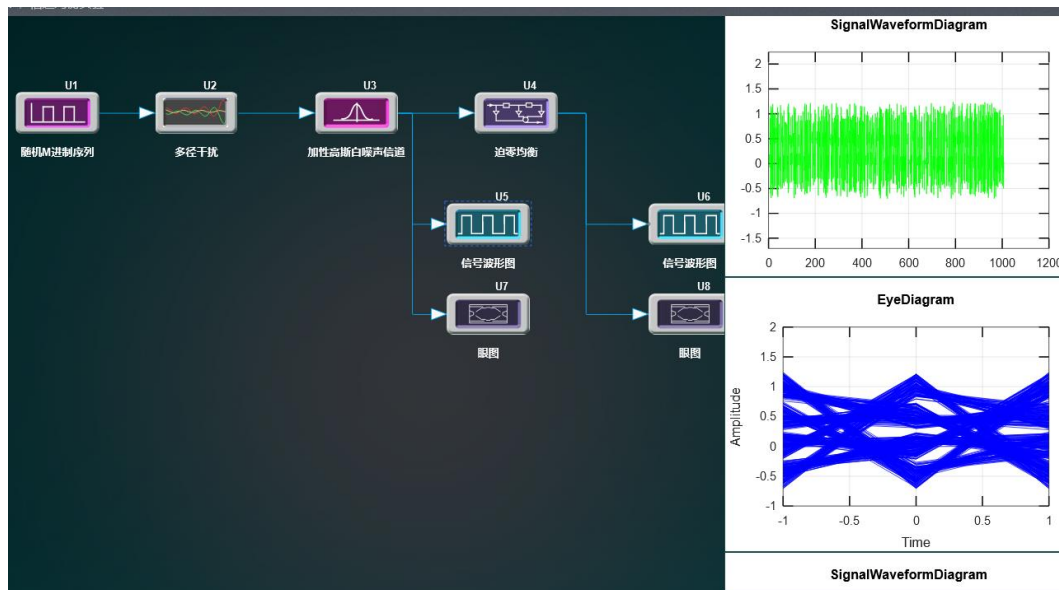 SignalWaveformDiagram
U1
U2
U3
U4
随机M进制序列
多径干扰
加性高斯白噪声信道
迫零均衡
U5
U6
信号波形图
信号波形图
U7
U8
眼图
眼图
2
1.5
1
0.5
0
-0.5
-1
-1.5
0 200 400 600 800 1000 1200
EyeDiagram
2
1.5
1
0.5
0
-0.5
-1
Amplitude
-1 -0.5 0 0.5 1
Time
SignalWaveformDiagram